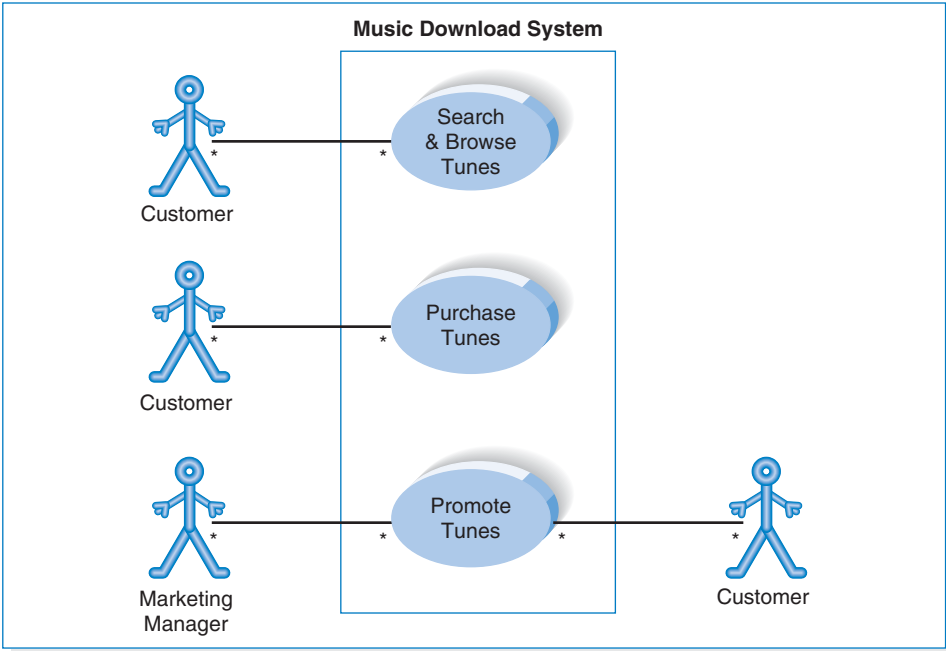 Music Download System
Search
& Browse
Tunes
*
*
Customer
Purchase
Tunes
*
*
Customer
Promote
Tunes
*
*
*
*
Marketing
Manager
Customer